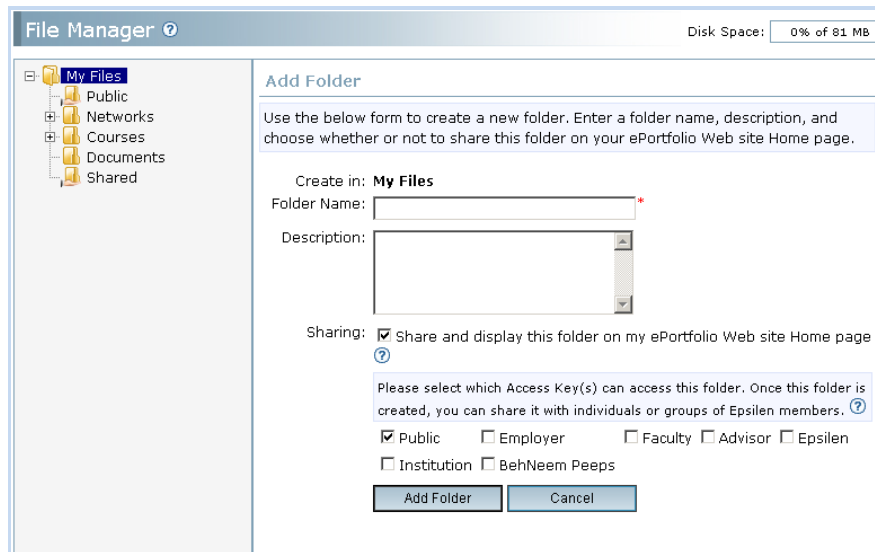 File Manager ?
Disk Space: 0% of 81 MB
My Files
Public
Networks
Courses
Documents
Shared
Add Folder
Use the below form to create a new folder. Enter a folder name, description, and
choose whether or not to share this folder on your ePortfolio Web site Home page.
Create in: My Files
Folder Name: *
Description:
Sharing: Share and display this folder on my ePortfolio Web site Home page
?
Please select which Access Key(s) can access this folder. Once this folder is
created, you can share it with individuals or groups of Epsilen members. ?
Public Employer Faculty Advisor Epsilen
Institution BehNeem Peeps
Add Folder Cancel